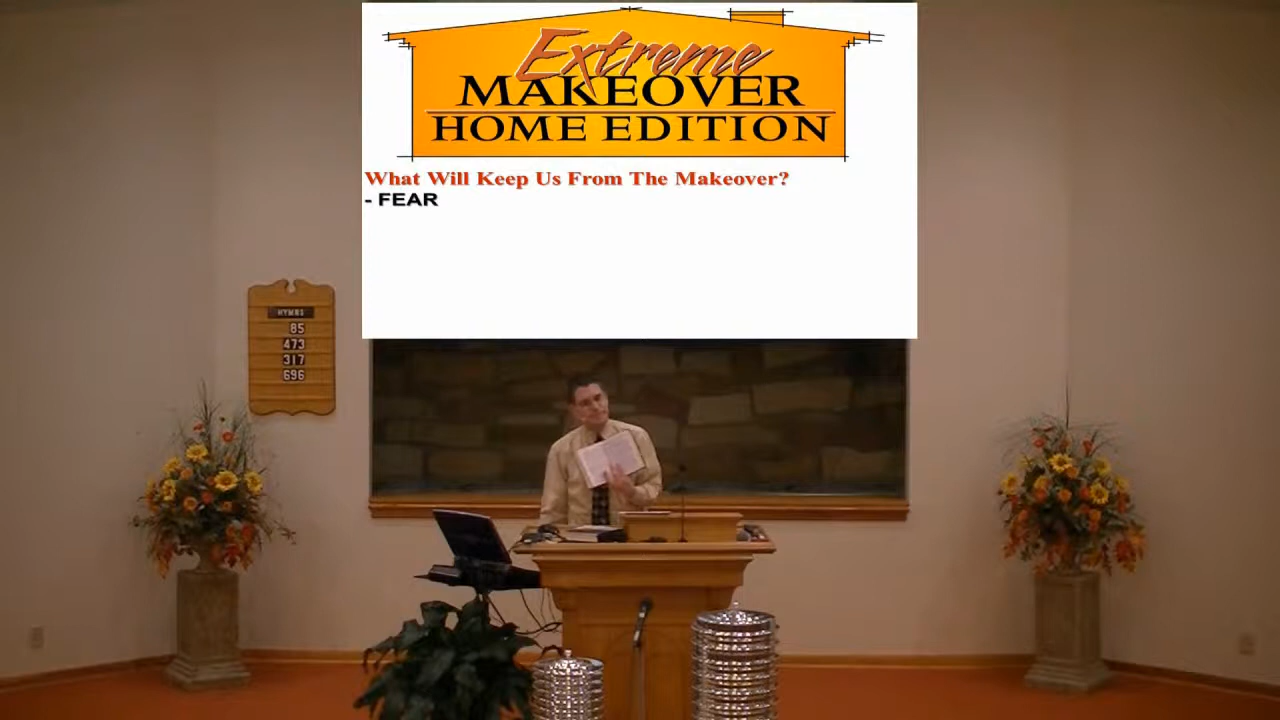 Extreme
MAKEOVER
HOME EDITION
What Will Keep Us From The Makeover?
- FEAR
HYMNS
85
473
317
696